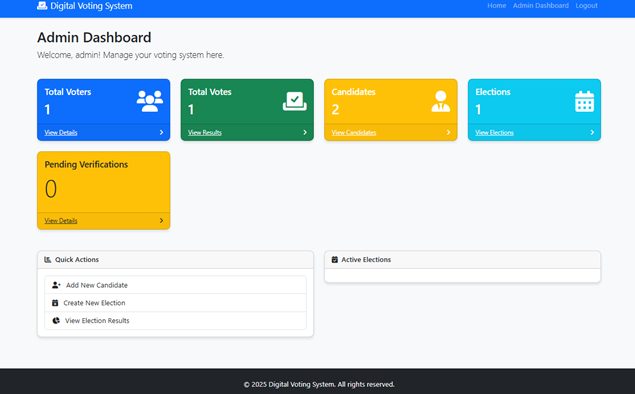 Digital Voting System
Home Admin Dashboard Logout
Admin Dashboard
Welcome, admin! Manage your voting system here.
Total Voters
1
View Details
Total Votes
1
View Results
Candidates
2
View Candidates
Elections
1
View Elections
Pending Verifications
0
View Details
Quick Actions
Add New Candidate
Create New Election
View Election Results
Active Elections
© 2025 Digital Voting System. All rights reserved.